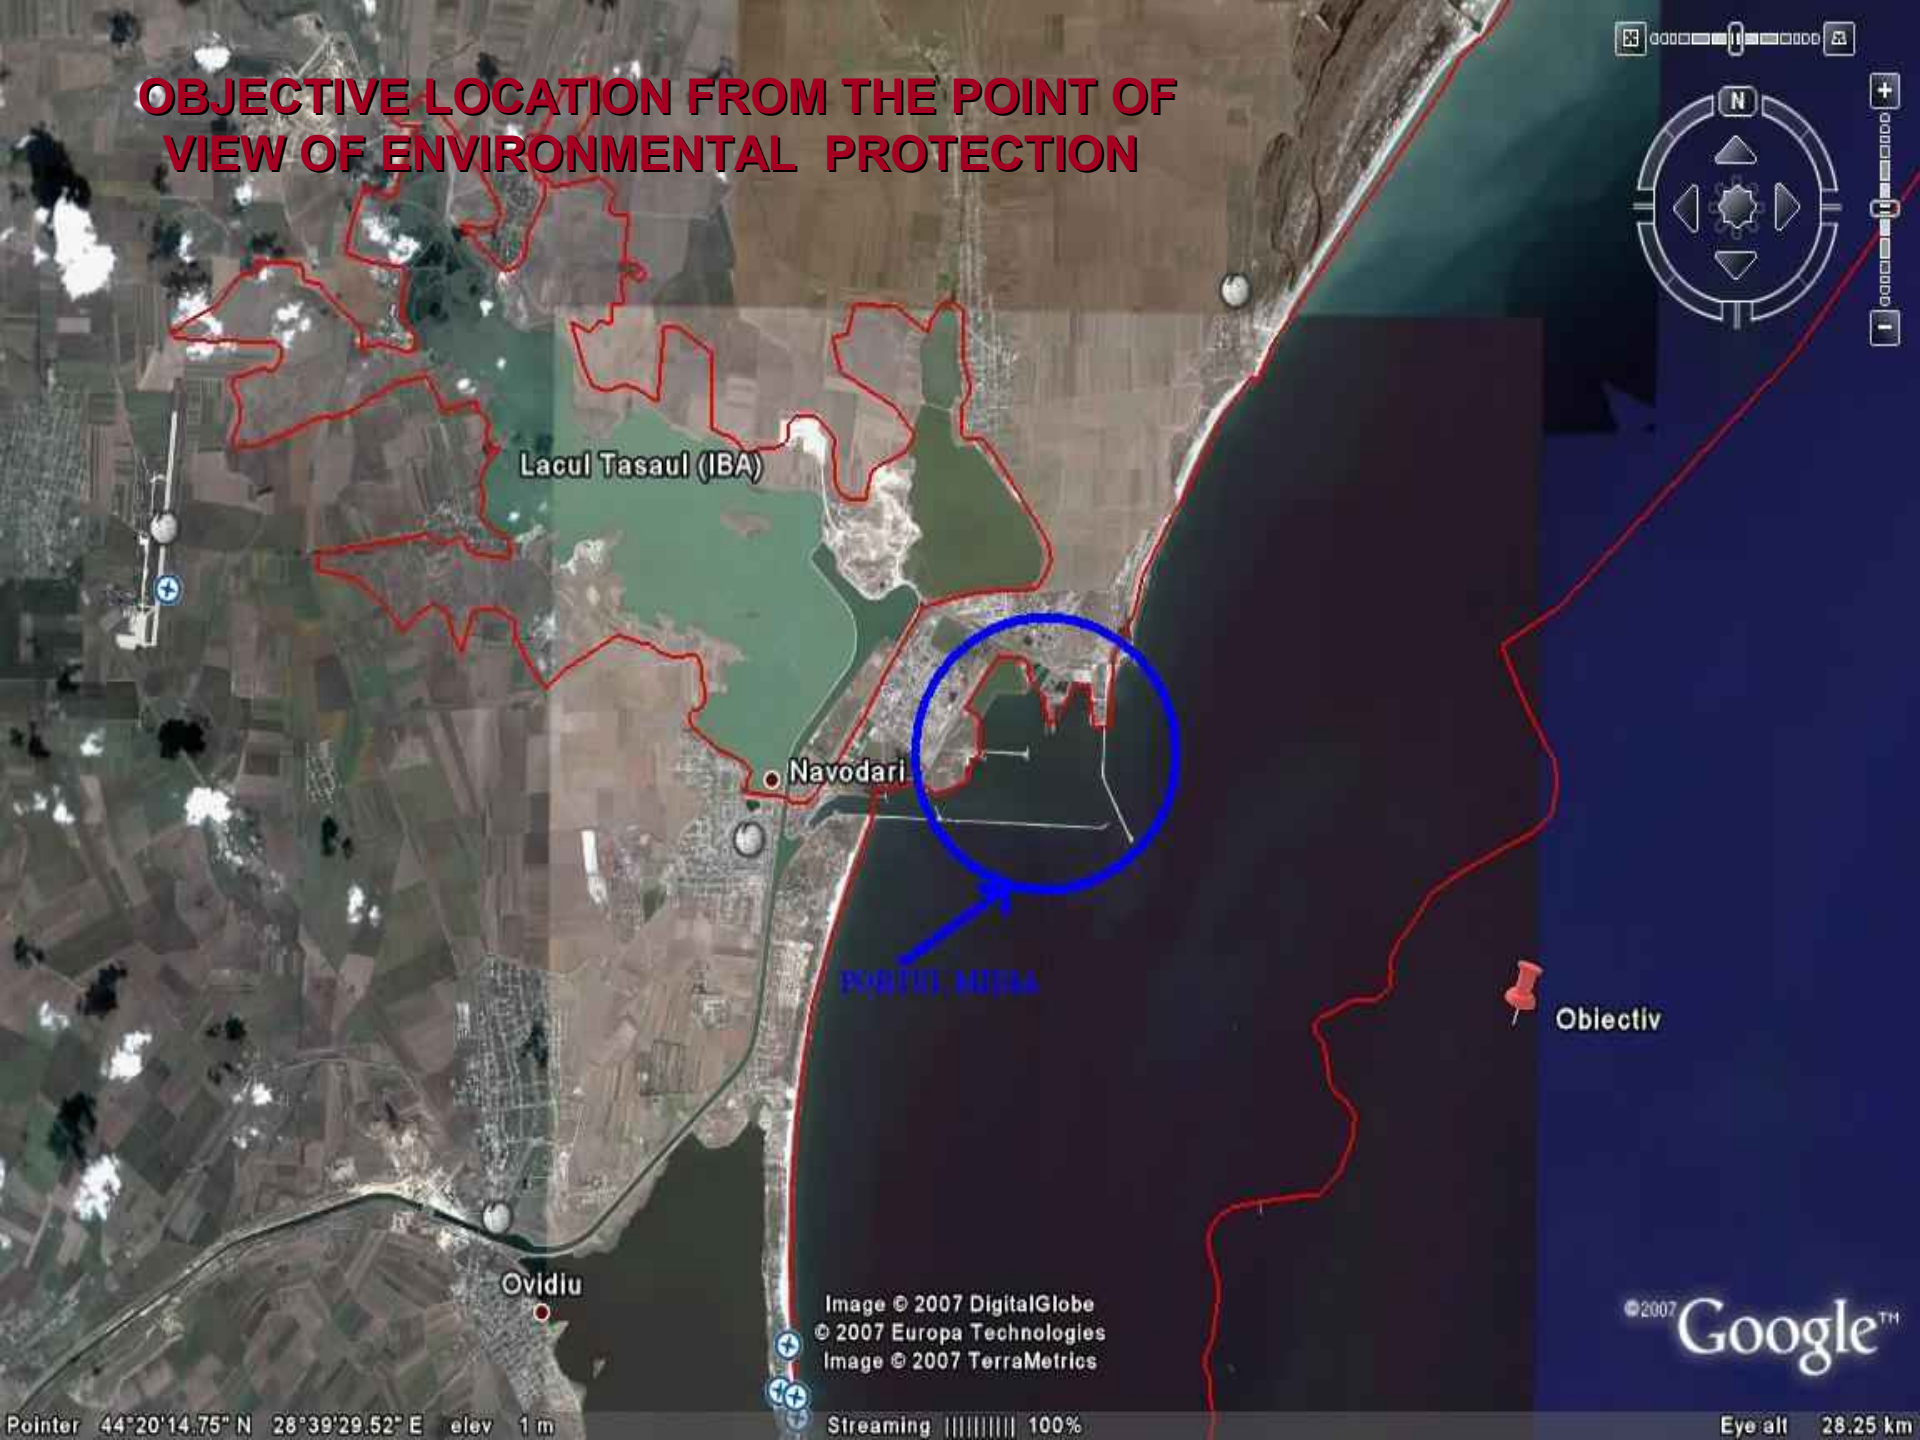 OBJECTIVE LOCATION FROM THE POINT OF
VIEW OF ENVIRONMENTAL PROTECTION
N
Lacul Tasaul (IBA)
Navodari
Obiectiv
Ovidiu
Image © 2007 DigitalGlobe
© 2007 Europa Technologies
Image © 2007 TerraMetrics
©2007 Google™
Pointer 44°20'14.75" N 28°39'29.52" E elev 1 m
Streaming |||||||||| 100%
Eye alt 28.25 km